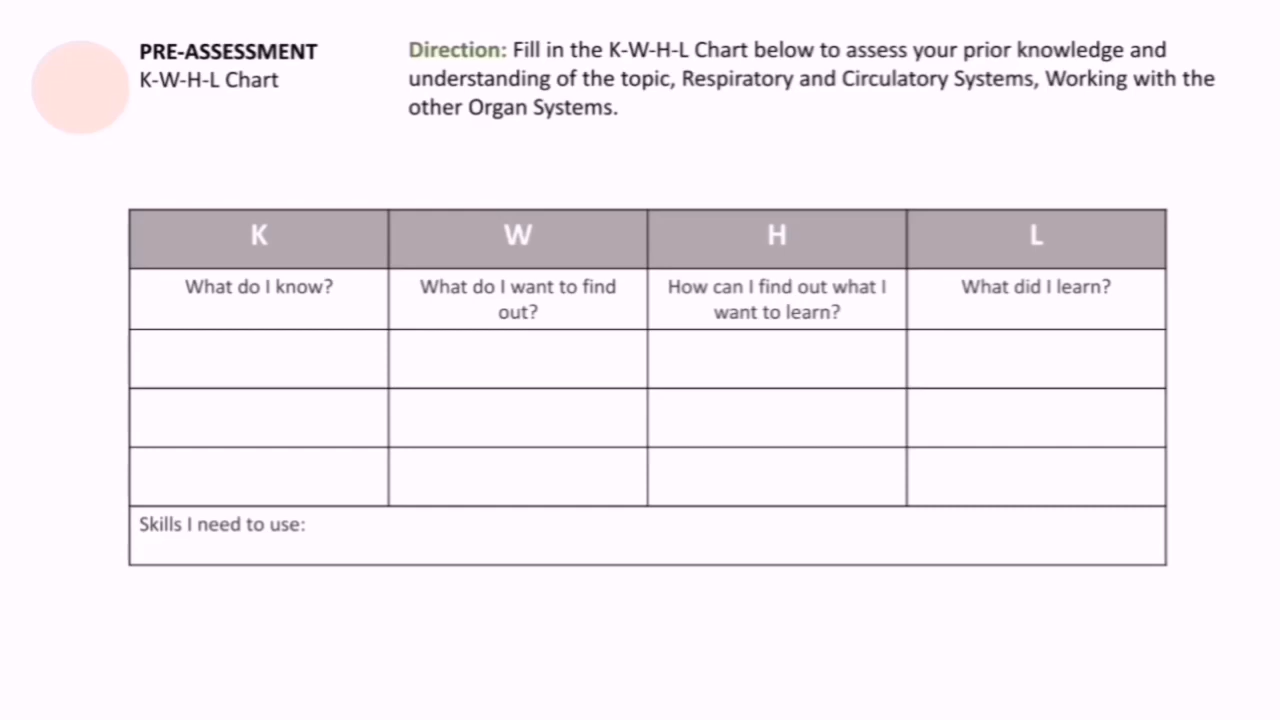 PRE-ASSESSMENT
K-W-H-L Chart
Direction: Fill in the K-W-H-L Chart below to assess your prior knowledge and
understanding of the topic, Respiratory and Circulatory Systems, Working with the
other Organ Systems.
K
W
H
L
What do I know?
What do I want to find
out?
How can I find out what I
want to learn?
What did I learn?
Skills I need to use: